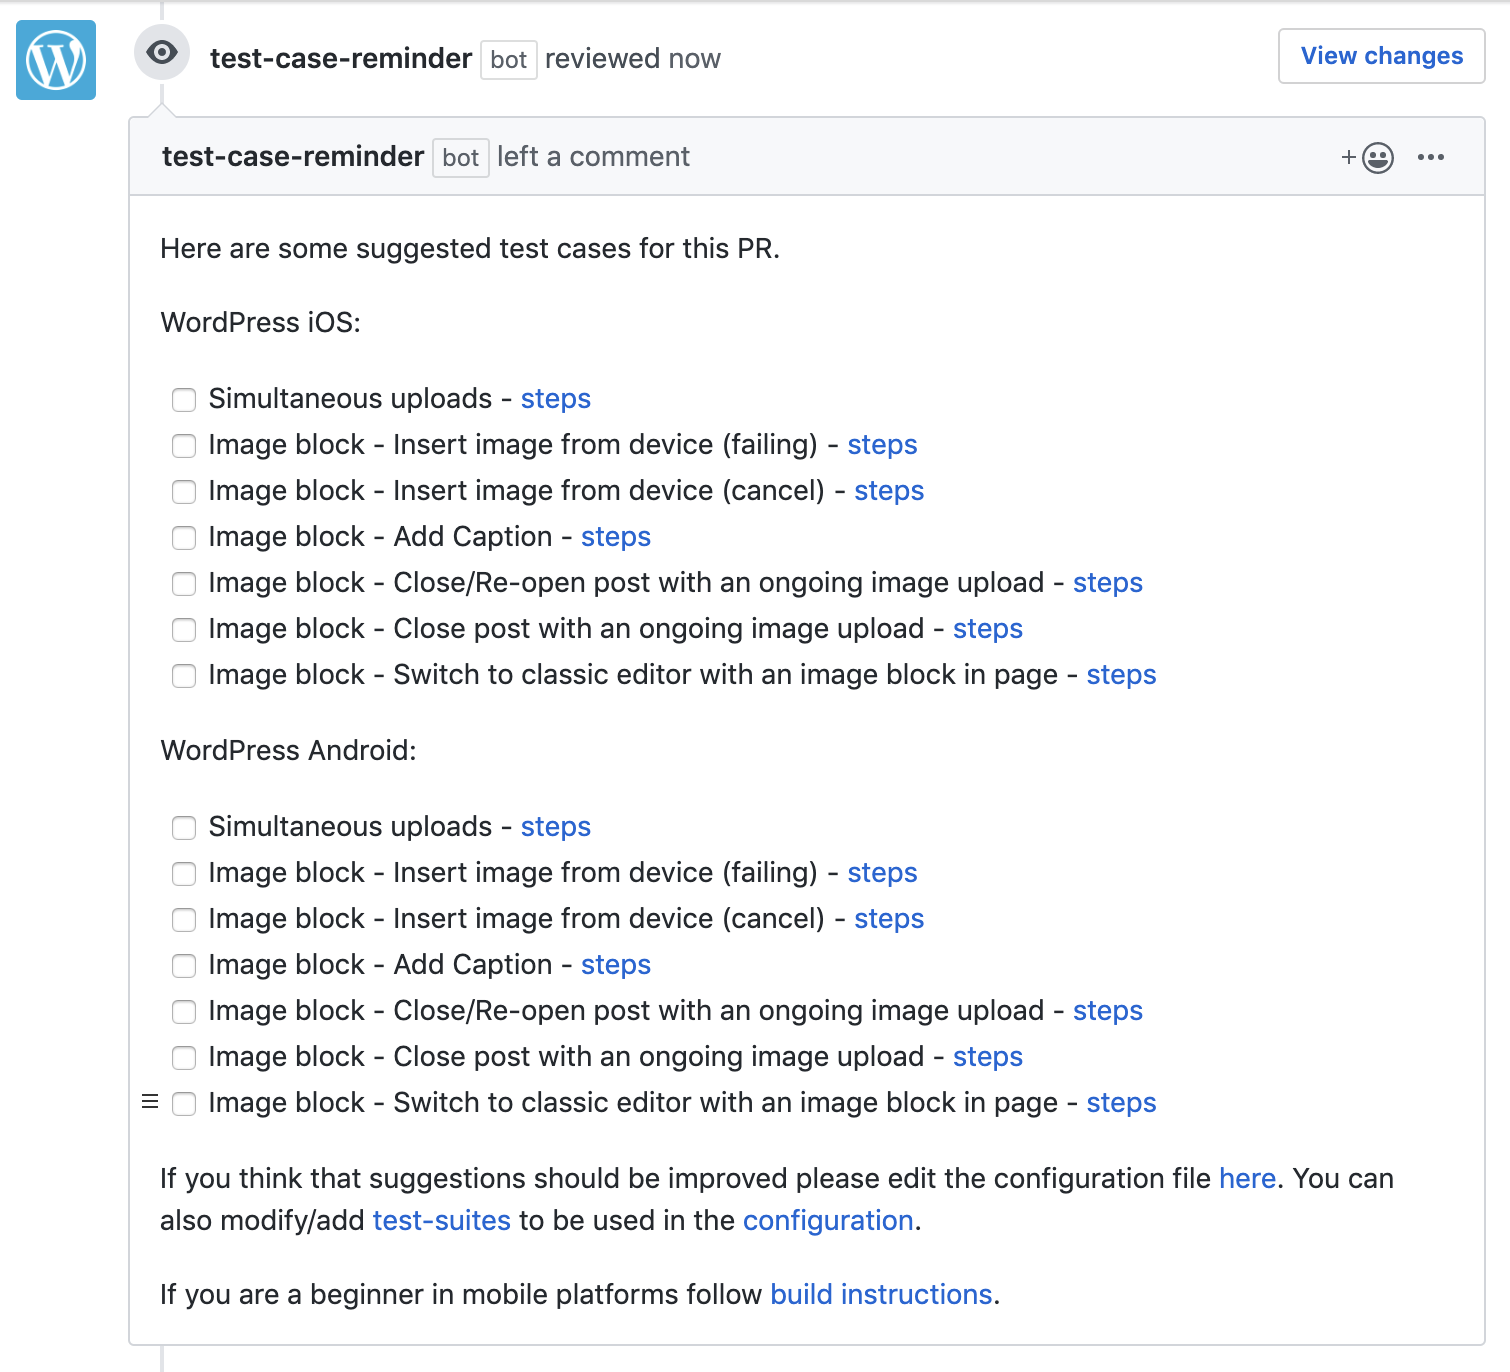 test-case-reminder bot reviewed now
View changes
test-case-reminder bot left a comment
Here are some suggested test cases for this PR.
WordPress iOS:
Simultaneous uploads - steps
Image block - Insert image from device (failing) - steps
Image block - Insert image from device (cancel) - steps
Image block - Add Caption - steps
Image block - Close/Re-open post with an ongoing image upload - steps
Image block - Close post with an ongoing image upload - steps
Image block - Switch to classic editor with an image block in page - steps
WordPress Android:
Simultaneous uploads - steps
Image block - Insert image from device (failing) - steps
Image block - Insert image from device (cancel) - steps
Image block - Add Caption - steps
Image block - Close/Re-open post with an ongoing image upload - steps
Image block - Close post with an ongoing image upload - steps
Image block - Switch to classic editor with an image block in page - steps
If you think that suggestions should be improved please edit the configuration file here. You can
also modify/add test-suites to be used in the configuration.
If you are a beginner in mobile platforms follow build instructions.